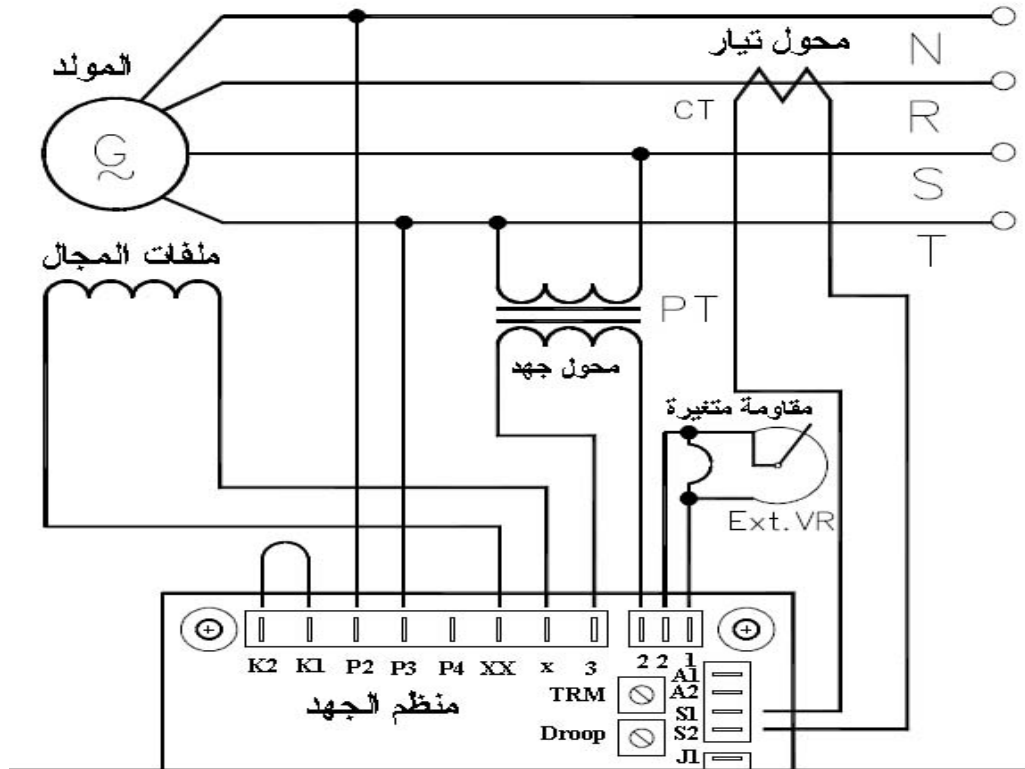 محول تيار
N
المولد
CT
R
G
S
T
ملفات المجال
PT
محول جهد
مقاومة متغيرة
Ext.VR
K2 K1 P2 P3 P4 XX x 3 2 2 1
A1
TRM A2
S1
منظم الجهد
Droop S2
J1